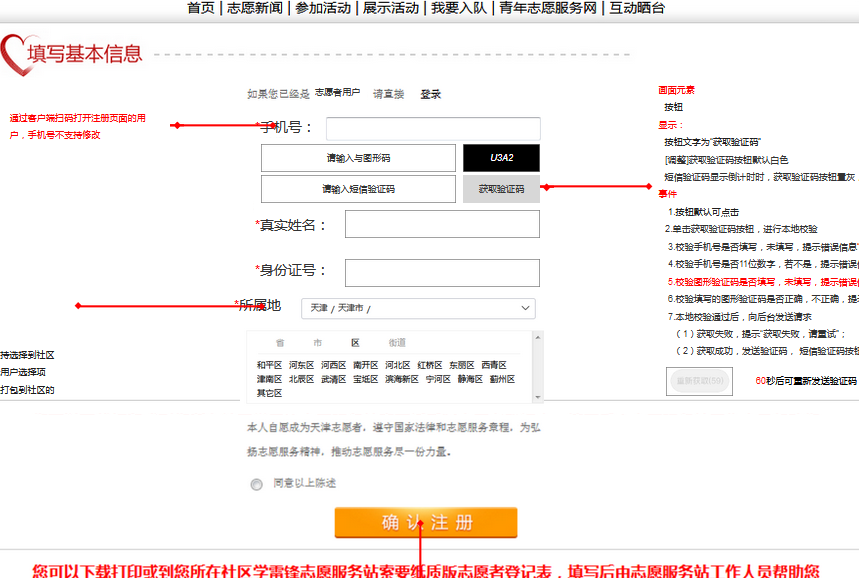 首页 | 志愿新闻 | 参加活动 | 展示活动 | 我要入队 | 青年志愿服务网 | 互动晒台
填写基本信息
如果您已经是 志愿者用户 请直接 登录
通过客户端扫码打开注册页面的用
户，手机号不支持修改
*手机号：
请输入与图形码 U3A2
请输入短信验证码 获取验证码
*真实姓名：
*身份证号：
*所属地 天津 / 天津市 /
省 市 区 街道
和平区 河东区 河西区 南开区 河北区 红桥区 东丽区 西青区
津南区 北辰区 武清区 宝坻区 滨海新区 宁河区 静海区 蓟州区
其它区
持选择到社区
用户选择项
打包到社区的
本人自愿成为天津志愿者，遵守国家法律和志愿服务章程，为弘
扬志愿服务精神，推动志愿服务尽一份力量。
同意以上陈述
确认注册
画面元素
按钮
显示：
按钮文字为“获取验证码”
[调整]获取验证码按钮默认白色
短信验证码显示倒计时时，获取验证码按钮置灰，
事件
1.按钮默认可点击
2.单击获取验证码按钮，进行本地校验
3.校验手机号是否填写，未填写，提示错误信息“
4.校验手机号是否11位数字，若不是，提示错误
5.校验图形验证码是否填写，未填写，提示错误
6.校验填写的图形验证码是否正确，不正确，提
7.本地校验通过后，向后台发送请求
（1）获取失败，提示“获取失败，请重试”；
（2）获取成功，发送验证码，短信验证码按钮
重新获取(59) 60秒后可重新发送验证码
您可以下载打印或到您所在社区学雷锋志愿服务站索要纸质版志愿者登记表，填写后由志愿服务站工作人员帮助您